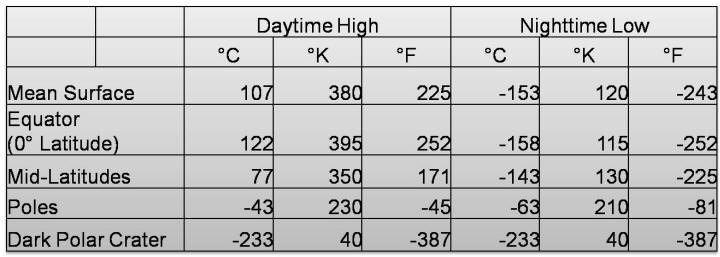 Daytime High Nighttime Low
°C °K °F °C °K °F
Mean Surface 107 380 225 -153 120 -243
Equator
(0° Latitude) 122 395 252 -158 115 -252
Mid-Latitudes 77 350 171 -143 130 -225
Poles -43 230 -45 -63 210 -81
Dark Polar Crater -233 40 -387 -233 40 -387